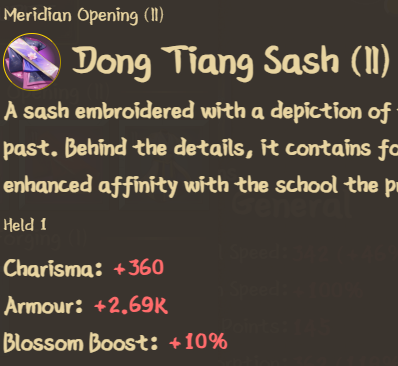 Meridian Opening (II)
Dong Tiang Sash (II)
A sash embroidered with a depiction of
past. Behind the details, it contains
enhanced affinity with the school the
Held 1
Charisma: +360
Armour: +2.69K
Blossom Boost: +10%